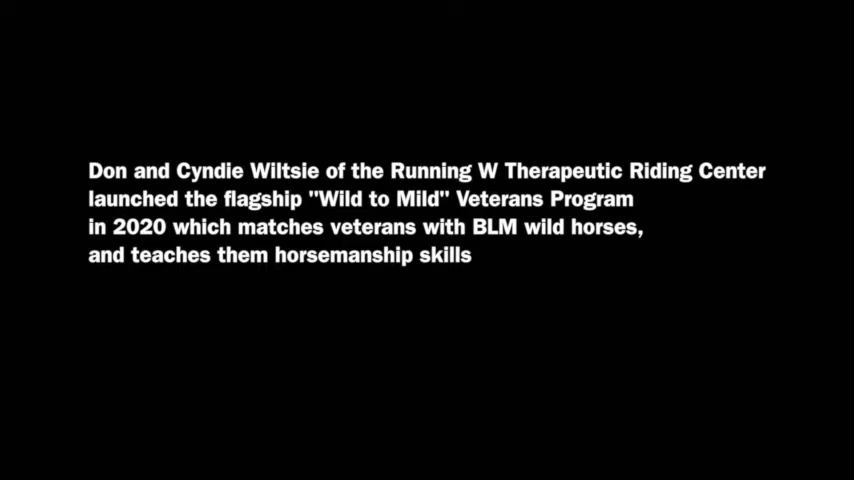 Don and Cyndie Wiltsie of the Running W Therapeutic Riding Center
launched the flagship "Wild to Mild" Veterans Program
in 2020 which matches veterans with BLM wild horses,
and teaches them horsemanship skills